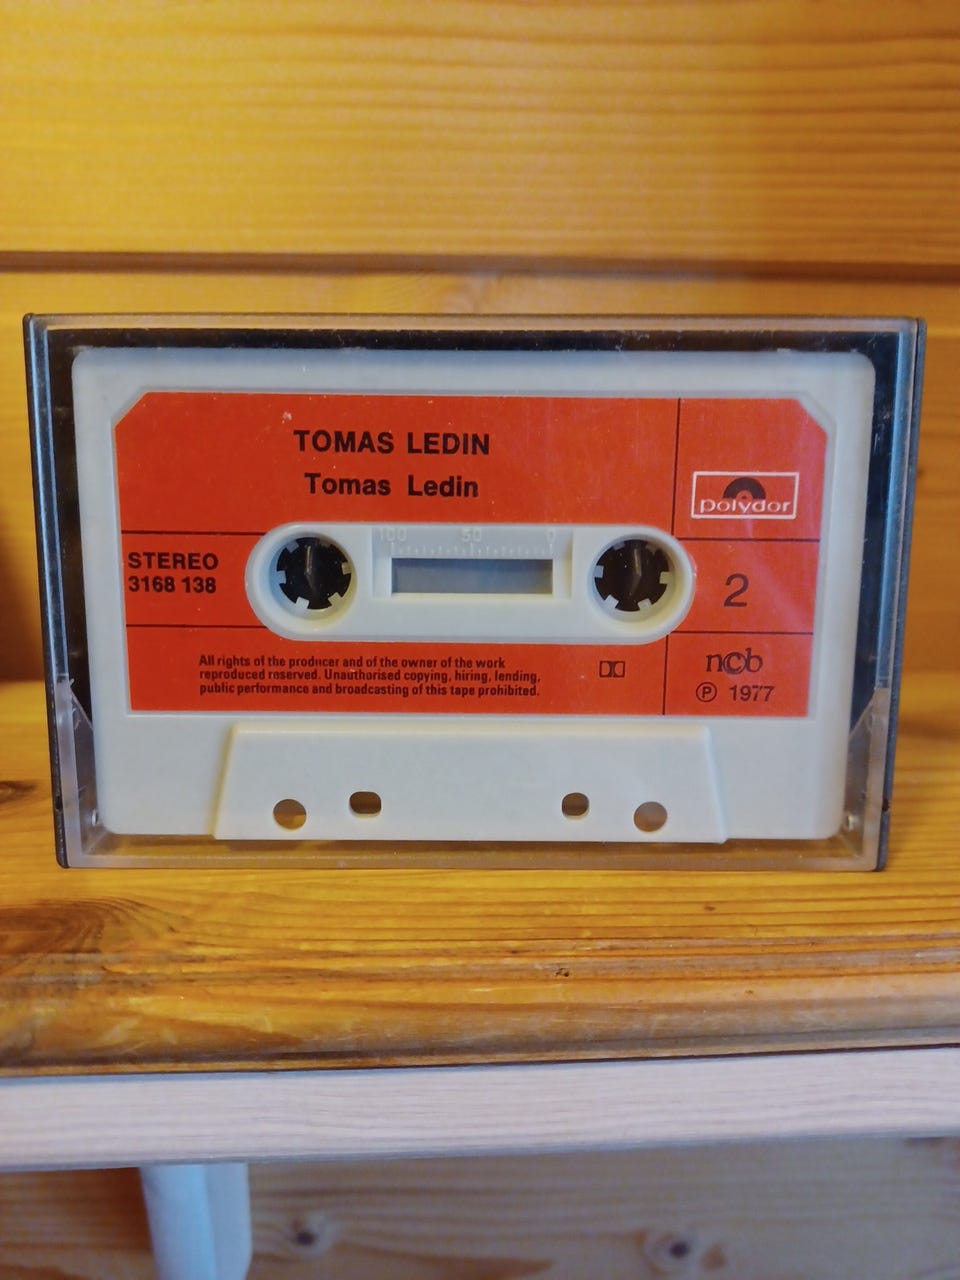 TOMAS LEDIN
Tomas Ledin
polydor
100 50 0
STEREO
3168 138
2
All rights of the producer and of the owner of the work
reproduced reserved. Unauthorised copying, hiring, lending,
public performance and broadcasting of this tape prohibited.
ncb
℗ 1977